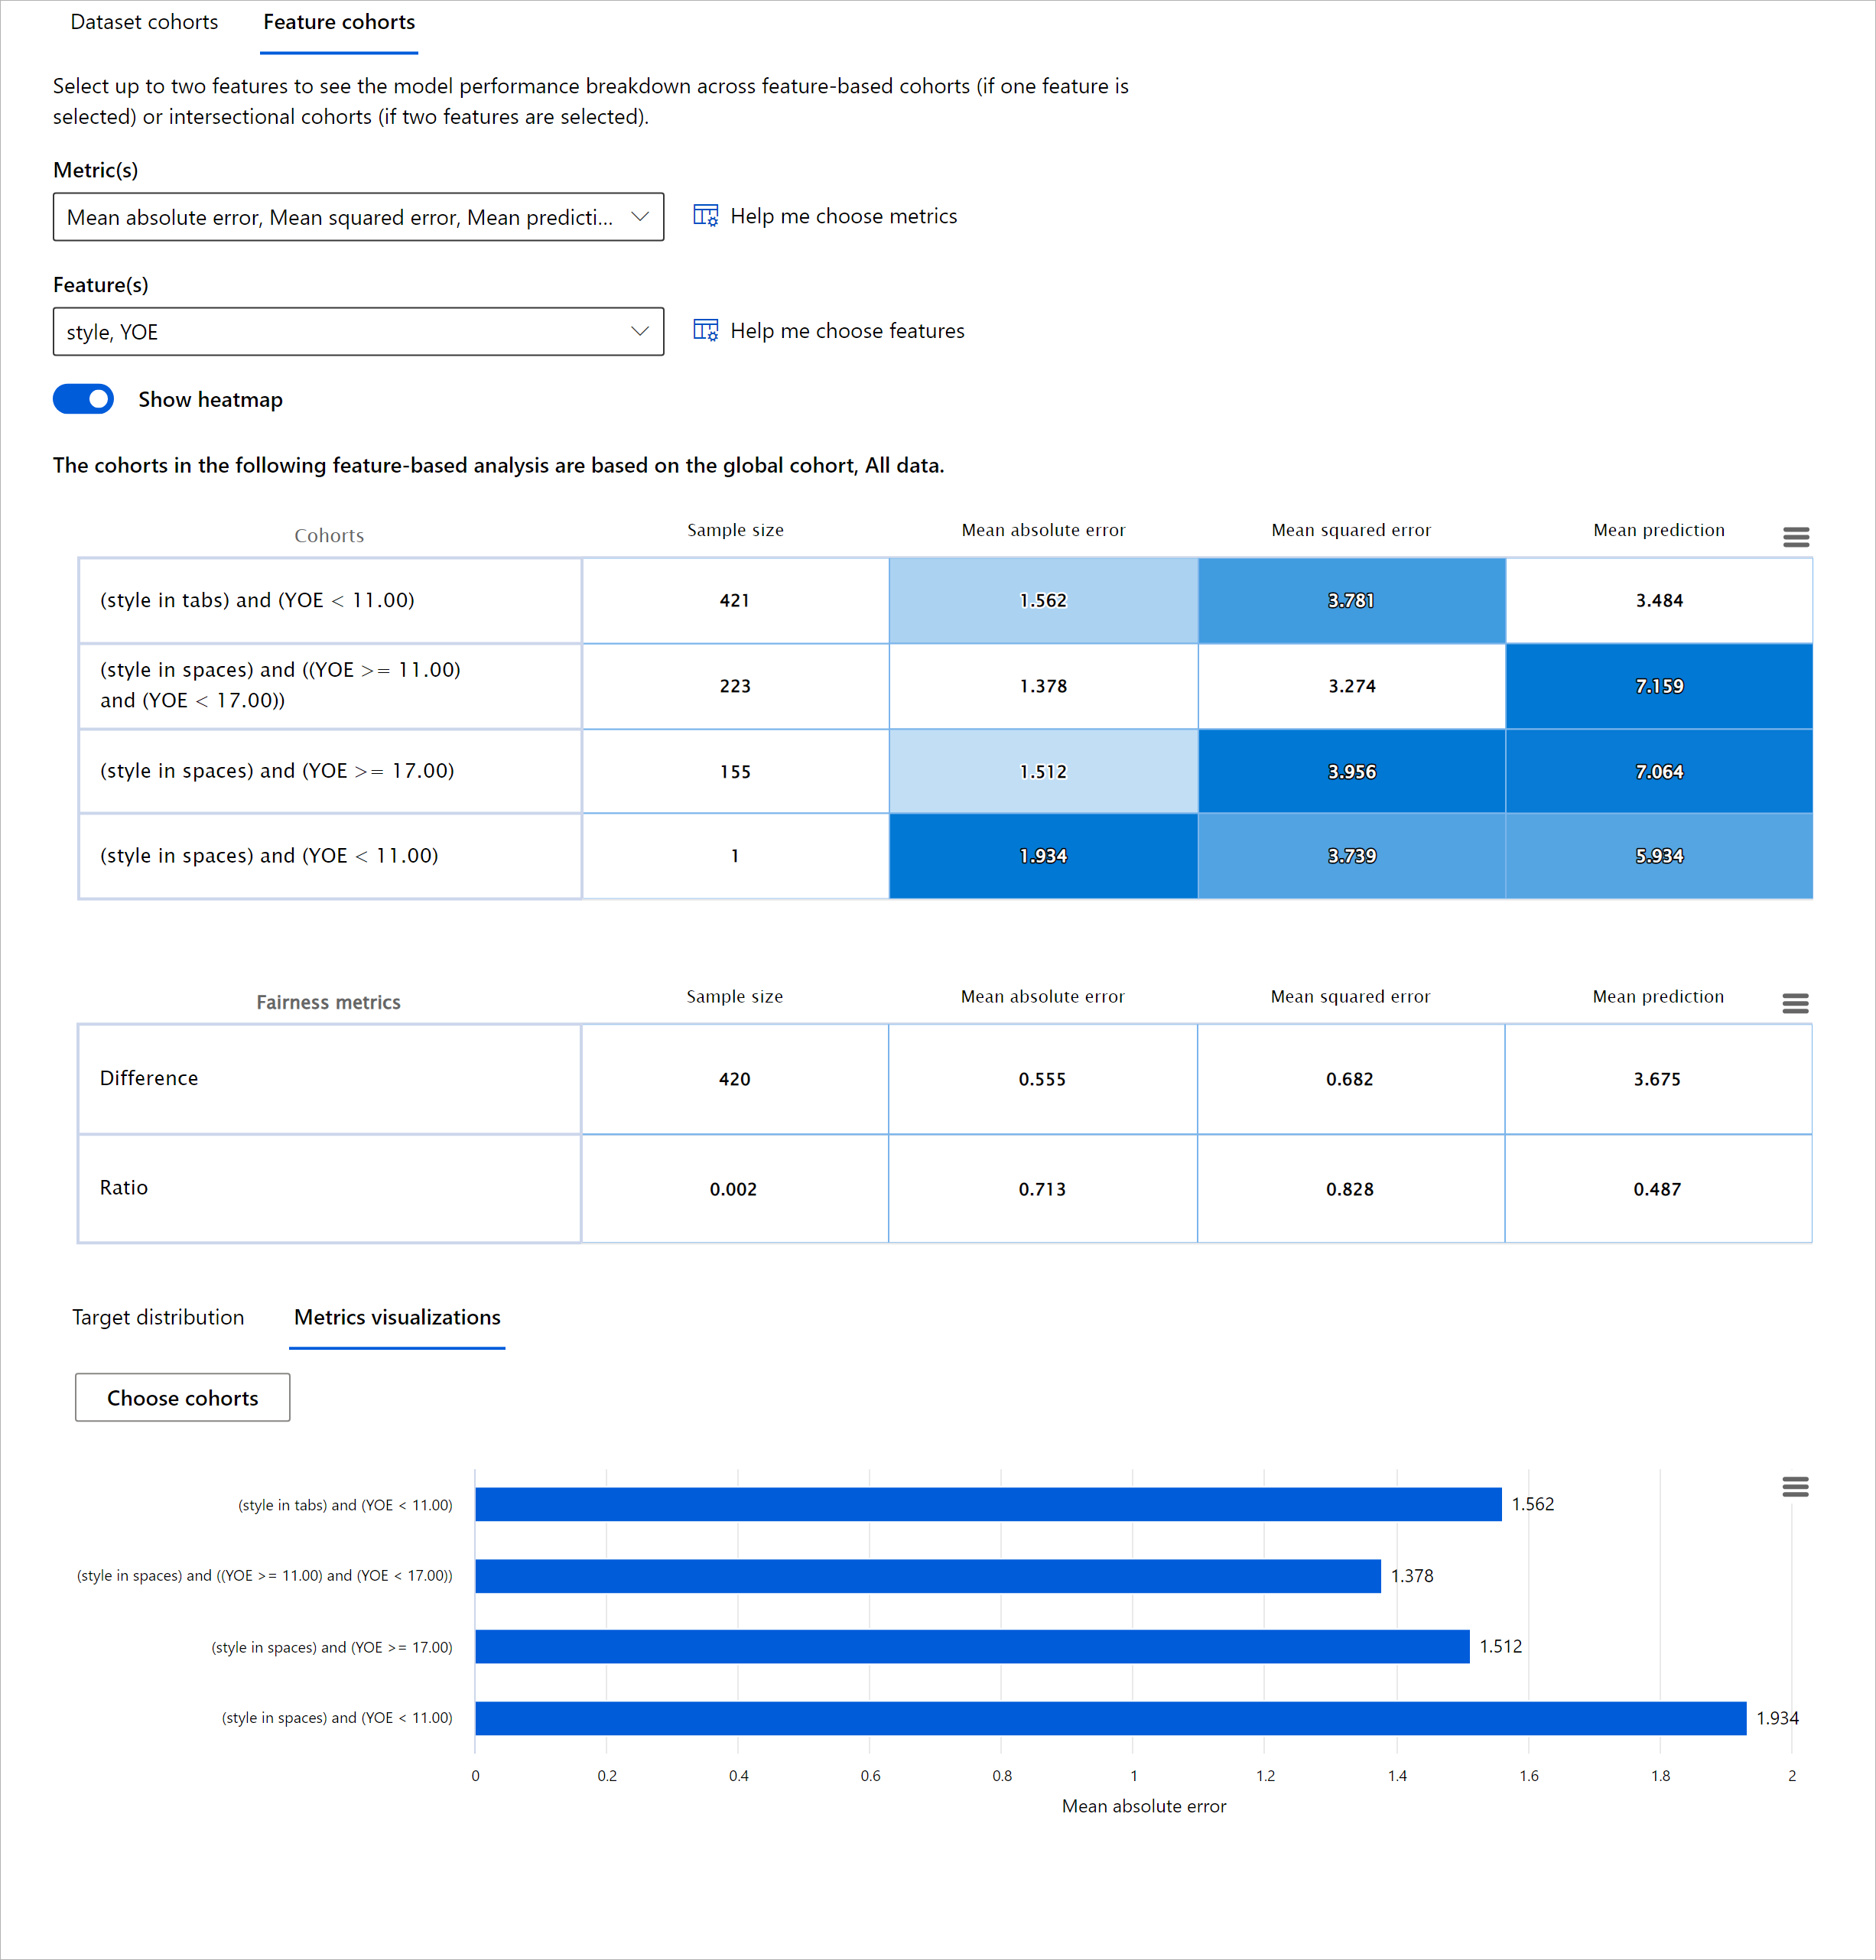 Dataset cohorts Feature cohorts
Select up to two features to see the model performance breakdown across feature-based cohorts (if one feature is
selected) or intersectional cohorts (if two features are selected).
Metric(s)
Mean absolute error, Mean squared error, Mean predicti... Help me choose metrics
Feature(s)
style, YOE Help me choose features
Show heatmap
The cohorts in the following feature-based analysis are based on the global cohort, All data.
Cohorts Sample size Mean absolute error Mean squared error Mean prediction
(style in tabs) and (YOE < 11.00) 421 1.562 3.781 3.484
(style in spaces) and ((YOE >= 11.00)
and (YOE < 17.00)) 223 1.378 3.274 7.159
(style in spaces) and (YOE >= 17.00) 155 1.512 3.956 7.064
(style in spaces) and (YOE < 11.00) 1 1.934 3.739 5.934
Fairness metrics Sample size Mean absolute error Mean squared error Mean prediction
Difference 420 0.555 0.682 3.675
Ratio 0.002 0.713 0.828 0.487
Target distribution Metrics visualizations
Choose cohorts
(style in tabs) and (YOE < 11.00) 1.562
(style in spaces) and ((YOE >= 11.00) and (YOE < 17.00)) 1.378
(style in spaces) and (YOE >= 17.00) 1.512
(style in spaces) and (YOE < 11.00) 1.934
0 0.2 0.4 0.6 0.8 1 1.2 1.4 1.6 1.8 2
Mean absolute error